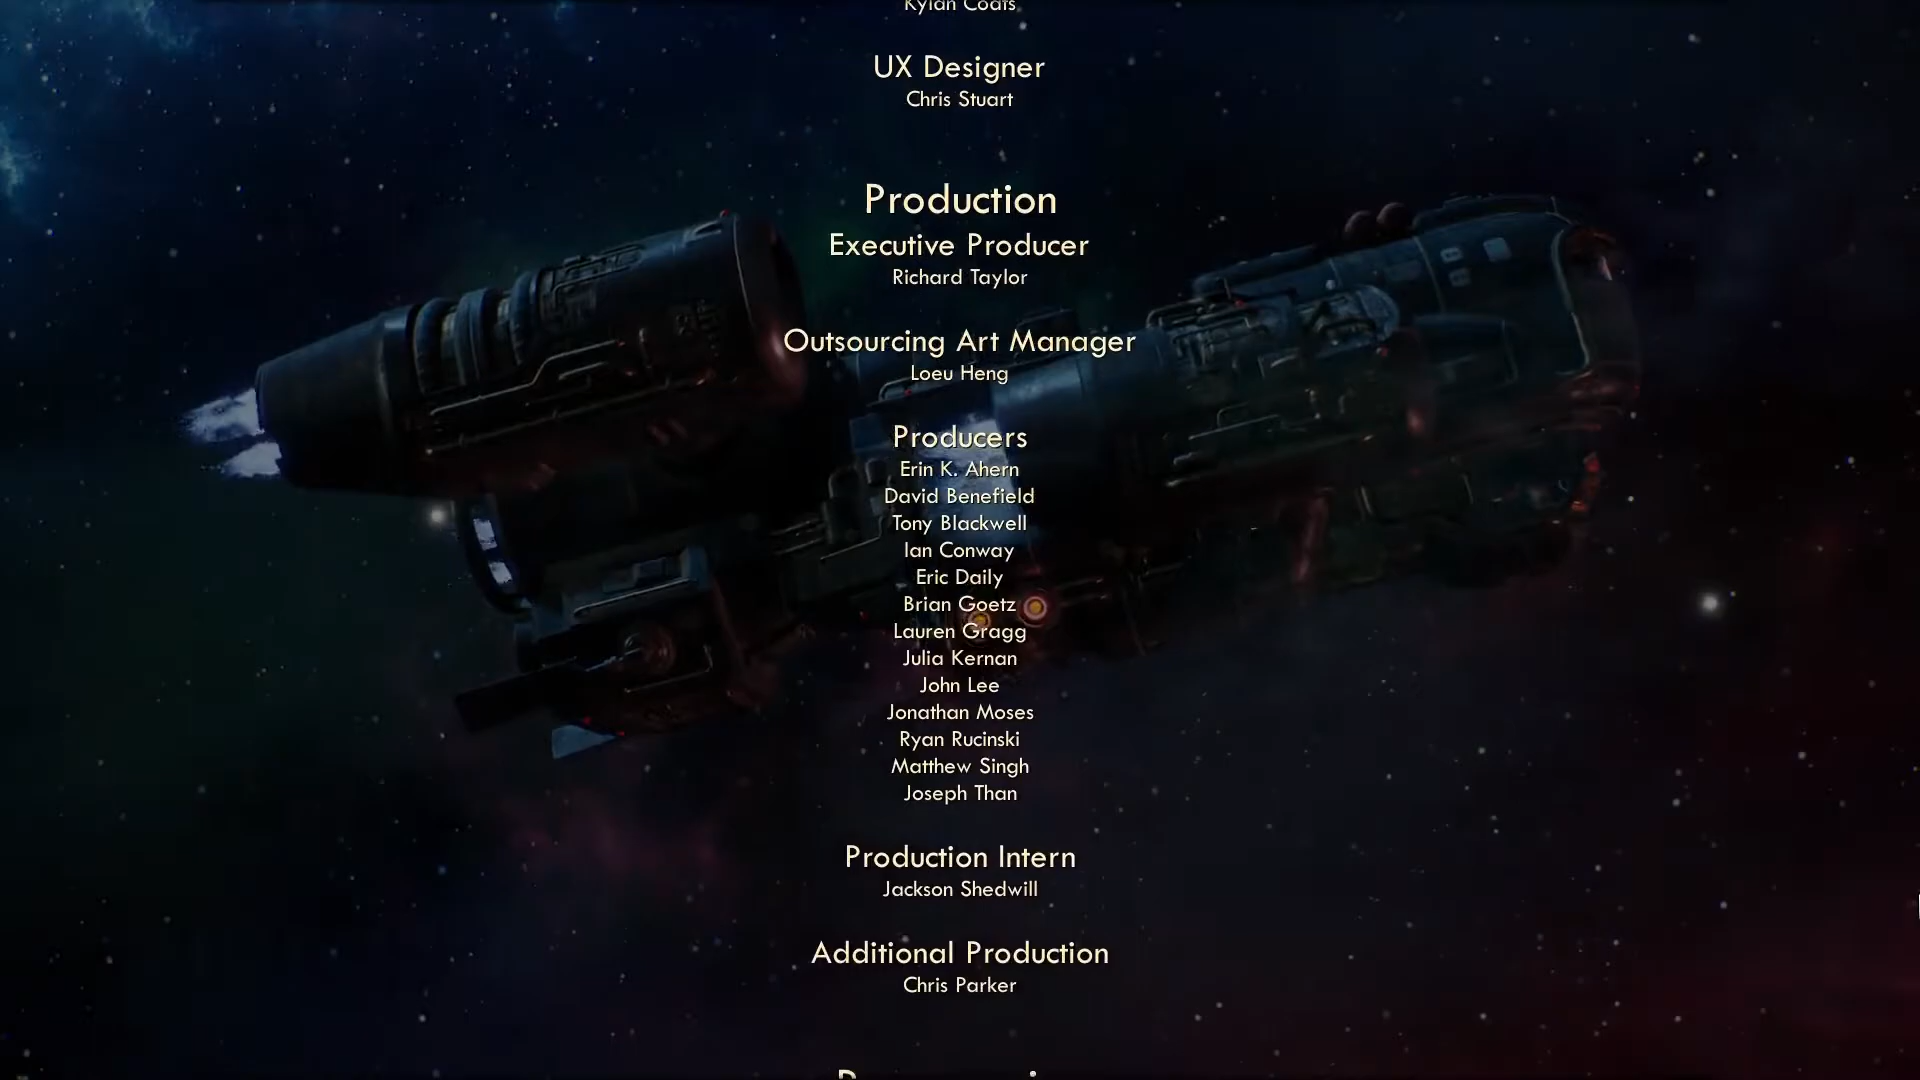 Kylan Coats
UX Designer
Chris Stuart
Production
Executive Producer
Richard Taylor
Outsourcing Art Manager
Loeu Heng
Producers
Erin K. Ahern
David Benefield
Tony Blackwell
Ian Conway
Eric Daily
Brian Goetz
Lauren Gragg
Julia Kernan
John Lee
Jonathan Moses
Ryan Rucinski
Matthew Singh
Joseph Than
Production Intern
Jackson Shedwill
Additional Production
Chris Parker